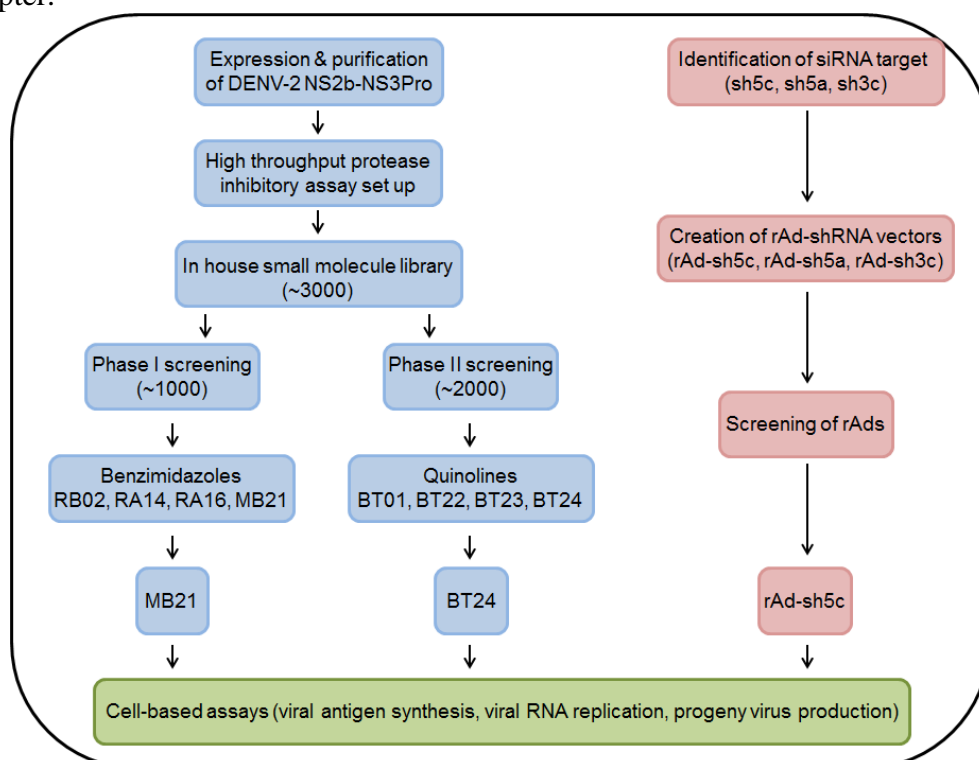 pter.
Expression & purification
of DENV-2 NS2b-NS3Pro
High throughput protease
inhibitory assay set up
In house small molecule library
(~3000)
Phase I screening
(~1000)
Phase II screening
(~2000)
Benzimidazoles
RB02, RA14, RA16, MB21
Quinolines
BT01, BT22, BT23, BT24
MB21
BT24
Identification of siRNA target
(sh5c, sh5a, sh3c)
Creation of rAd-shRNA vectors
(rAd-sh5c, rAd-sh5a, rAd-sh3c)
Screening of rAds
rAd-sh5c
Cell-based assays (viral antigen synthesis, viral RNA replication, progeny virus production)